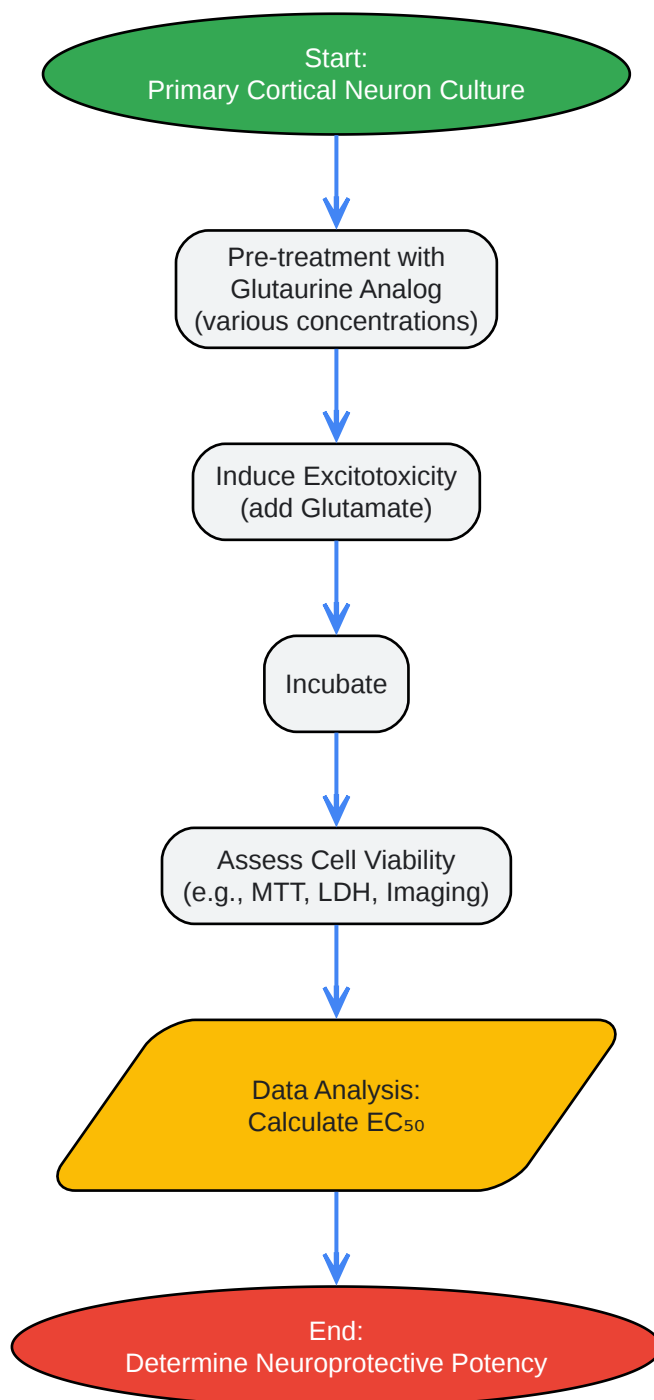 Start:
Primary Cortical Neuron Culture
Pre-treatment with
Glutaurine Analog
(various concentrations)
Induce Excitotoxicity
(add Glutamate)
Incubate
Assess Cell Viability
(e.g., MTT, LDH, Imaging)
Data Analysis:
Calculate EC₅₀
End:
Determine Neuroprotective Potency